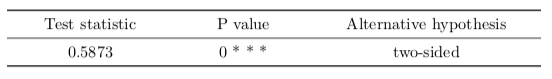 Test statistic P value Alternative hypothesis
0.5873 0 * * * two-sided